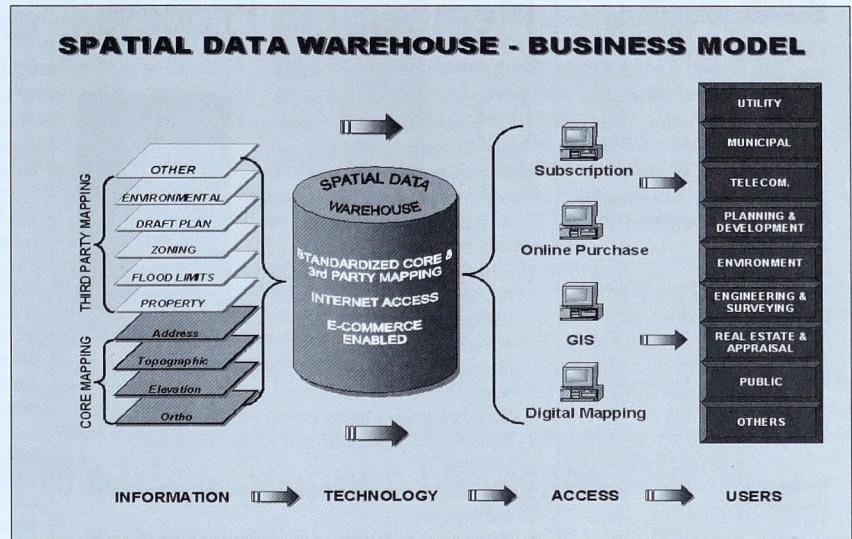 SPATIAL DATA WAREHOUSE - BUSINESS MODEL
THIRD PARTY MAPPING
OTHER
ENVIRONMENTAL
DRAFT PLAN
ZONING
FLOOD LIMITS
PROPERTY
CORE MAPPING
Address
Topographic
Elevation
Ortho
SPATIAL DATA
WAREHOUSE
STANDARDIZED CORE &
3rd PARTY MAPPING
INTERNET ACCESS
E-COMMERCE
ENABLED
Subscription
Online Purchase
GIS
Digital Mapping
UTILITY
MUNICIPAL
TELECOM.
PLANNING &
DEVELOPMENT
ENVIRONMENT
ENGINEERING &
SURVEYING
REAL ESTATE &
APPRAISAL
PUBLIC
OTHERS
INFORMATION
TECHNOLOGY
ACCESS
USERS